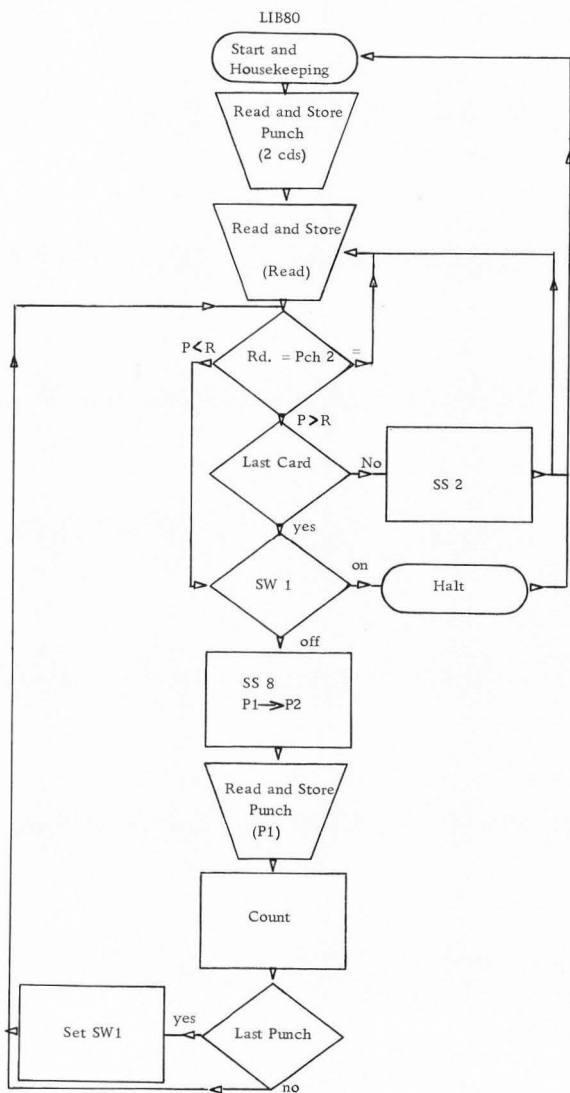 LIB80
Start and
Housekeeping
Read and Store
Punch
(2 cds)
Read and Store
(Read)
P<R
Rd. = Pch 2
=
P>R
Last Card
No
SS 2
yes
SW 1
on
Halt
off
SS 8
P1→P2
Read and Store
Punch
(P1)
Count
Last Punch
yes
Set SW1
no